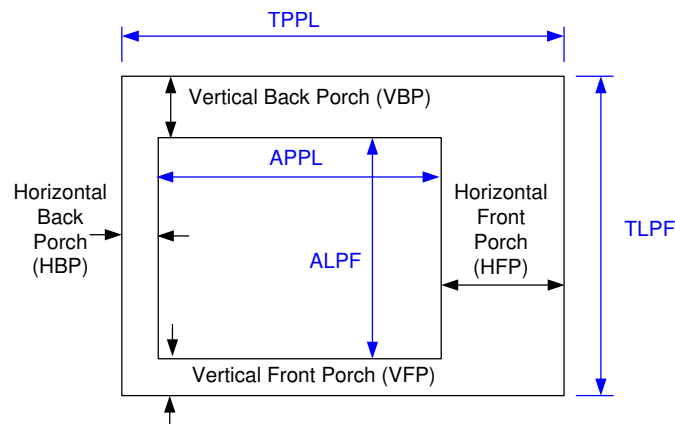 TPPL
Vertical Back Porch (VBP)
APPL
Horizontal
Back
Porch
(HBP)
ALPF
Horizontal
Front
Porch
(HFP)
TLPF
Vertical Front Porch (VFP)